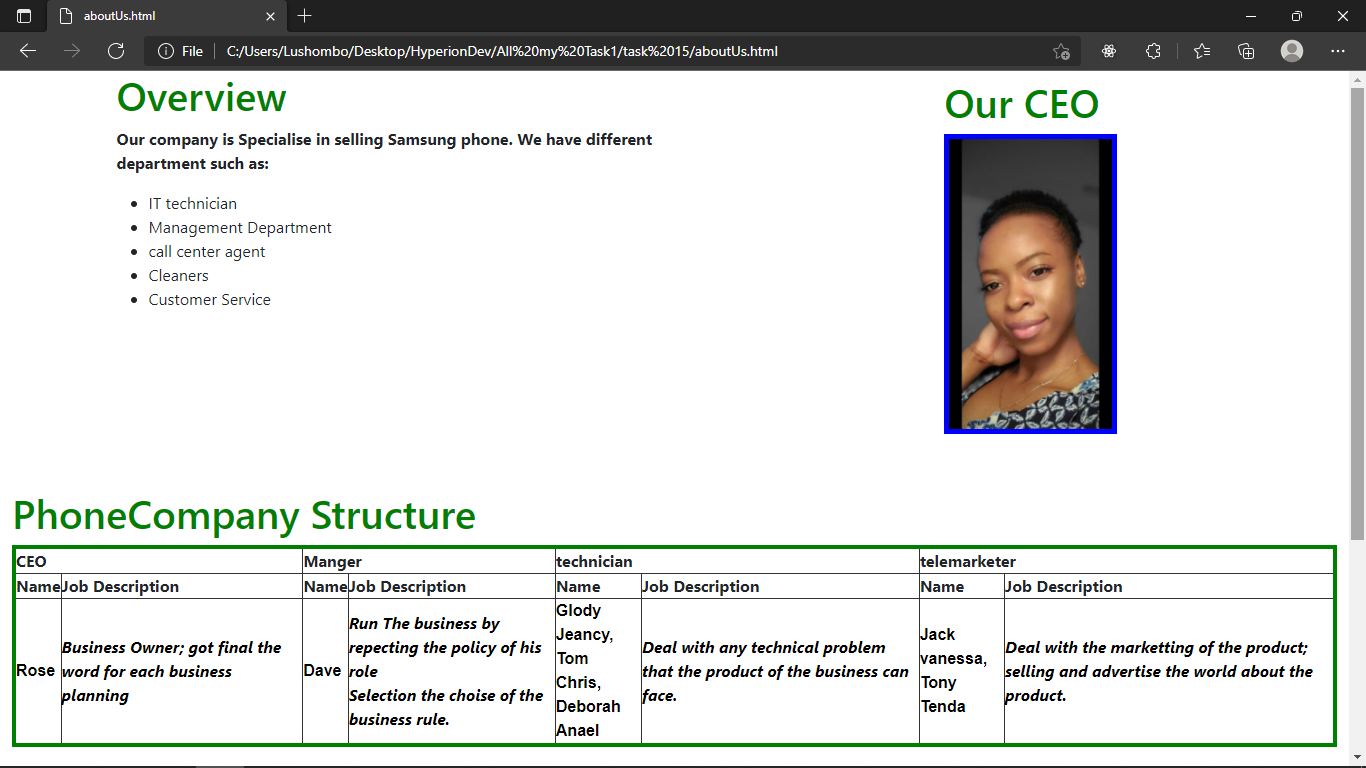 aboutUs.html
File
C:/Users/Lushombo/Desktop/HyperionDev/All%20my%20Task1/task%2015/aboutUs.html
Overview
Our company is Specialise in selling Samsung phone. We have different
department such as:
IT technician
Management Department
call center agent
Cleaners
Customer Service
Our CEO
PhoneCompany Structure
CEO
Manger
technician
telemarketer
Name
Job Description
Name
Job Description
Name
Job Description
Name
Job Description
Rose
Business Owner; got final the
word for each business
planning
Dave
Run The business by
repecting the policy of his
role
Selection the choise of the
business rule.
Glody
Jeancy,
Tom
Chris,
Deborah
Anael
Deal with any technical problem
that the product of the business can
face.
Jack
vanessa,
Tony
Tenda
Deal with the marketting of the product;
selling and advertise the world about the
product.